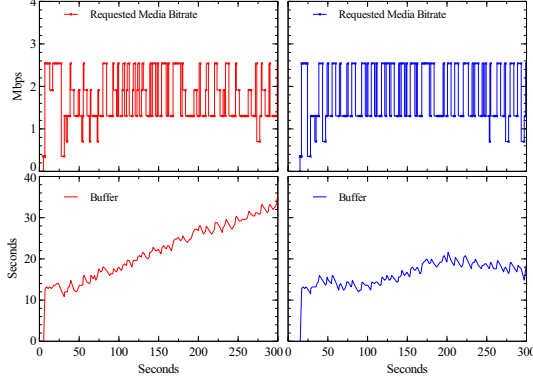 Requested Media Bitrate
Requested Media Bitrate
Mbps
4
3
2
1
0
Buffer
Buffer
Seconds
40
30
20
10
0
0 50 100 150 200 250 300
0 50 100 150 200 250 300
Seconds
Seconds